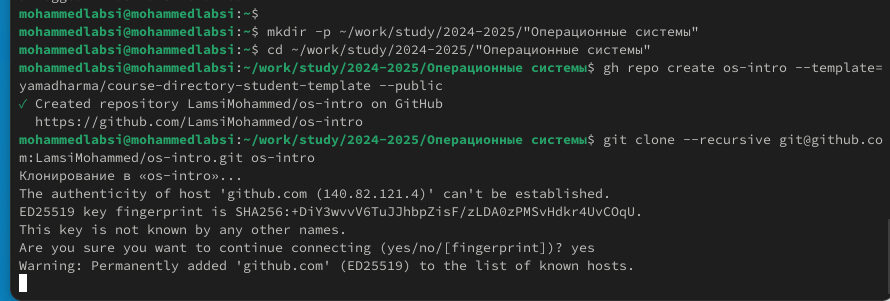 mohammedlabsi@mohammedlabsi:~$
mohammedlabsi@mohammedlabsi:~$ mkdir -p ~/work/study/2024-2025/"Операционные системы"
mohammedlabsi@mohammedlabsi:~$ cd ~/work/study/2024-2025/"Операционные системы"
mohammedlabsi@mohammedlabsi:~/work/study/2024-2025/Операционные системы$ gh repo create os-intro --template=
yamadharma/course-directory-student-template --public
✓ Created repository LamsiMohammed/os-intro on GitHub
https://github.com/LamsiMohammed/os-intro
mohammedlabsi@mohammedlabsi:~/work/study/2024-2025/Операционные системы$ git clone --recursive git@github.co
m:LamsiMohammed/os-intro.git os-intro
Клонирование в «os-intro»...
The authenticity of host 'github.com (140.82.121.4)' can't be established.
ED25519 key fingerprint is SHA256:+DiY3wvvV6TuJJhbpZisF/zLDA0zPMSvHdkr4UvCOqU.
This key is not known by any other names.
Are you sure you want to continue connecting (yes/no/[fingerprint])? yes
Warning: Permanently added 'github.com' (ED25519) to the list of known hosts.